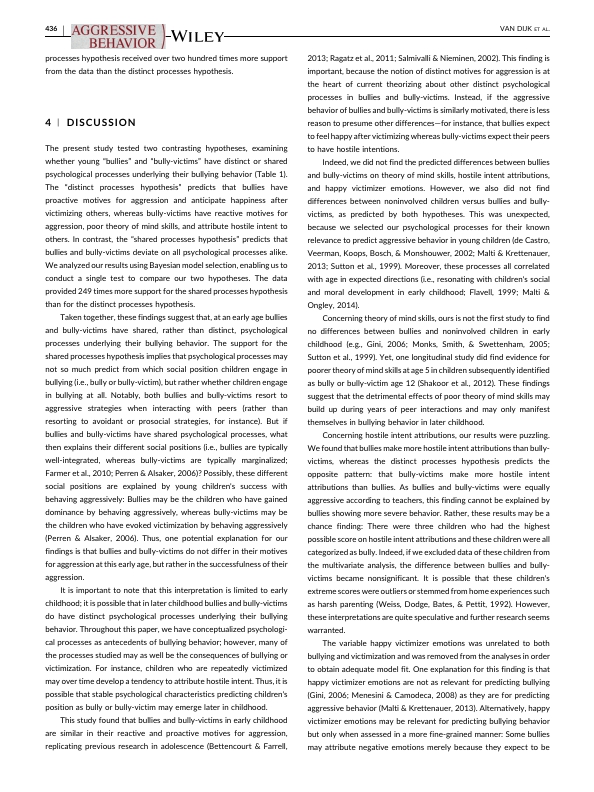 436
AGGRESSIVE
BEHAVIOR
WILEY
VAN DIJK ET AL.
processes hypothesis received over two hundred times more support
from the data than the distinct processes hypothesis.
4 | DISCUSSION
The present study tested two contrasting hypotheses, examining
whether young “bullies” and “bully-victims” have distinct or shared
psychological processes underlying their bullying behavior (Table 1).
The “distinct processes hypothesis” predicts that bullies have
proactive motives for aggression and anticipate happiness after
victimizing others, whereas bully-victims have reactive motives for
aggression, poor theory of mind skills, and attribute hostile intent to
others. In contrast, the “shared processes hypothesis” predicts that
bullies and bully-victims deviate on all psychological processes alike.
We analyzed our results using Bayesian model selection, enabling us to
conduct a single test to compare our two hypotheses. The data
provided 249 times more support for the shared processes hypothesis
than for the distinct processes hypothesis.
Taken together, these findings suggest that, at an early age bullies
and bully-victims have shared, rather than distinct, psychological
processes underlying their bullying behavior. The support for the
shared processes hypothesis implies that psychological processes may
not so much predict from which social position children engage in
bullying (i.e., bully or bully-victim), but rather whether children engage
in bullying at all. Notably, both bullies and bully-victims resort to
aggressive strategies when interacting with peers (rather than
resorting to avoidant or prosocial strategies, for instance). But if
bullies and bully-victims have shared psychological processes, what
then explains their different social positions (i.e., bullies are typically
well-integrated, whereas bully-victims are typically marginalized;
Farmer et al., 2010; Perren & Alsaker, 2006)? Possibly, these different
social positions are explained by young children's success with
behaving aggressively: Bullies may be the children who have gained
dominance by behaving aggressively, whereas bully-victims may be
the children who have evoked victimization by behaving aggressively
(Perren & Alsaker, 2006). Thus, one potential explanation for our
findings is that bullies and bully-victims do not differ in their motives
for aggression at this early age, but rather in the successfulness of their
aggression.
It is important to note that this interpretation is limited to early
childhood; it is possible that in later childhood bullies and bully-victims
do have distinct psychological processes underlying their bullying
behavior. Throughout this paper, we have conceptualized psychologi-
cal processes as antecedents of bullying behavior; however, many of
the processes studied may as well be the consequences of bullying or
victimization. For instance, children who are repeatedly victimized
may over time develop a tendency to attribute hostile intent. Thus, it is
possible that stable psychological characteristics predicting children's
position as bully or bully-victim may emerge later in childhood.
This study found that bullies and bully-victims in early childhood
are similar in their reactive and proactive motives for aggression,
replicating previous research in adolescence (Bettencourt & Farrell,
2013; Ragatz et al., 2011; Salmivalli & Nieminen, 2002). This finding is
important, because the notion of distinct motives for aggression is at
the heart of current theorizing about other distinct psychological
processes in bullies and bully-victims. Instead, if the aggressive
behavior of bullies and bully-victims is similarly motivated, there is less
reason to presume other differences—for instance, that bullies expect
to feel happy after victimizing whereas bully-victims expect their peers
to have hostile intentions.
Indeed, we did not find the predicted differences between bullies
and bully-victims on theory of mind skills, hostile intent attributions,
and happy victimizer emotions. However, we also did not find
differences between noninvolved children versus bullies and bully-
victims, as predicted by both hypotheses. This was unexpected,
because we selected our psychological processes for their known
relevance to predict aggressive behavior in young children (de Castro,
Veerman, Koops, Bosch, & Monshouwer, 2002; Malti & Krettenauer,
2013; Sutton et al., 1999). Moreover, these processes all correlated
with age in expected directions (i.e., resonating with children's social
and moral development in early childhood; Flavell, 1999; Malti &
Ongley, 2014).
Concerning theory of mind skills, ours is not the first study to find
no differences between bullies and noninvolved children in early
childhood (e.g., Gini, 2006; Monks, Smith, & Swettenham, 2005;
Sutton et al., 1999). Yet, one longitudinal study did find evidence for
poorer theory of mind skills at age 5 in children subsequently identified
as bully or bully-victim age 12 (Shakoor et al., 2012). These findings
suggest that the detrimental effects of poor theory of mind skills may
build up during years of peer interactions and may only manifest
themselves in bullying behavior in later childhood.
Concerning hostile intent attributions, our results were puzzling.
We found that bullies make more hostile intent attributions than bully-
victims, whereas the distinct processes hypothesis predicts the
opposite pattern: that bully-victims make more hostile intent
attributions than bullies. As bullies and bully-victims were equally
aggressive according to teachers, this finding cannot be explained by
bullies showing more severe behavior. Rather, these results may be a
chance finding: There were three children who had the highest
possible score on hostile intent attributions and these children were all
categorized as bully. Indeed, if we excluded data of these children from
the multivariate analysis, the difference between bullies and bully-
victims became nonsignificant. It is possible that these children's
extreme scores were outliers or stemmed from home experiences such
as harsh parenting (Weiss, Dodge, Bates, & Pettit, 1992). However,
these interpretations are quite speculative and further research seems
warranted.
The variable happy victimizer emotions was unrelated to both
bullying and victimization and was removed from the analyses in order
to obtain adequate model fit. One explanation for this finding is that
happy victimizer emotions are not as relevant for predicting bullying
(Gini, 2006; Menesini & Camodeca, 2008) as they are for predicting
aggressive behavior (Malti & Krettenauer, 2013). Alternatively, happy
victimizer emotions may be relevant for predicting bullying behavior
but only when assessed in a more fine-grained manner: Some bullies
may attribute negative emotions merely because they expect to be